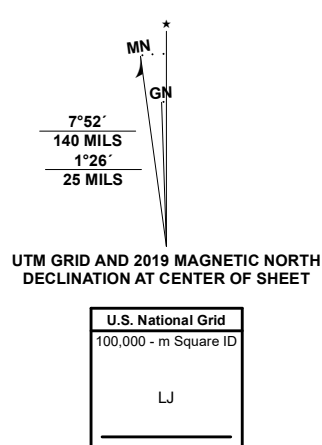 ★
MN
GN
7°52´
140 MILS
1°26´
25 MILS
UTM GRID AND 2019 MAGNETIC NORTH
DECLINATION AT CENTER OF SHEET
U.S. National Grid
100,000 - m Square ID
LJ